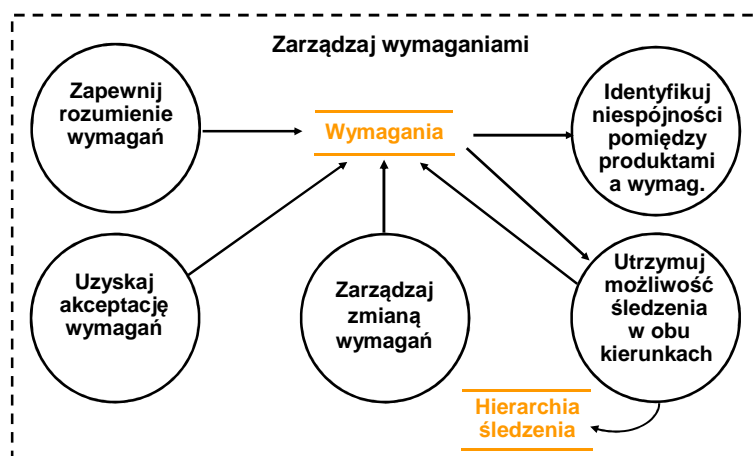 Zarządzaj wymaganiami
Zapewnij
rozumienie
wymagań
Wymagania
Identyfikuj
niespójności
pomiędzy
produktami
a wymag.
Uzyskaj
akceptację
wymagań
Zarządzaj
zmianą
wymagań
Utrzymuj
możliwość
śledzenia
w obu
kierunkach
Hierarchia
śledzenia